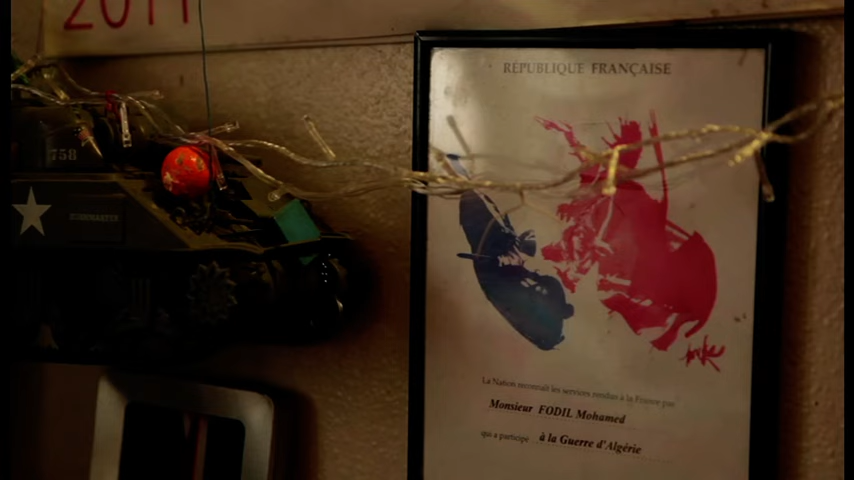 2011
RÉPUBLIQUE FRANÇAISE
758
La Nation reconnaît les services rendus à la France par
Monsieur FODIL Mohamed
qui a participé à la Guerre d'Algérie